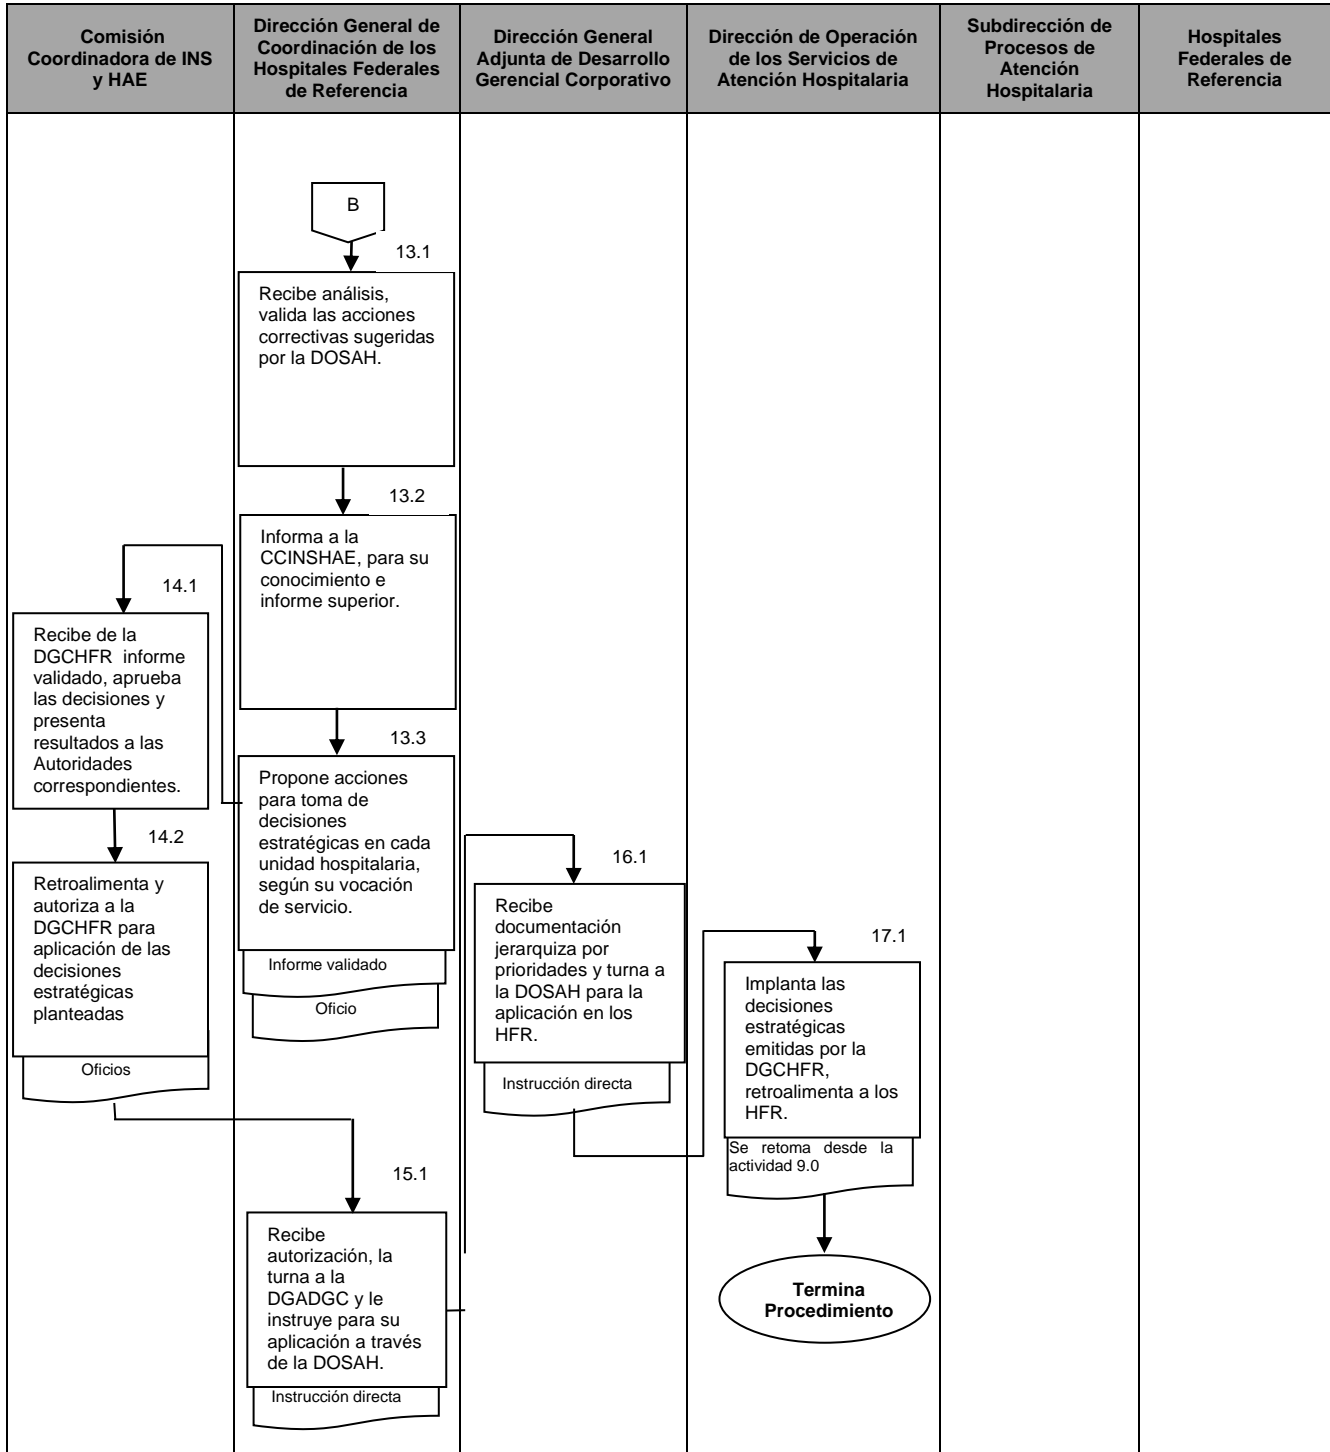 Comisión
Coordinadora de INS
y HAE
Dirección General de
Coordinación de los
Hospitales Federales
de Referencia
Dirección General
Adjunta de Desarrollo
Gerencial Corporativo
Dirección de Operación
de los Servicios de
Atención Hospitalaria
Subdirección de
Procesos de
Atención
Hospitalaria
Hospitales
Federales de
Referencia
B
13.1
Recibe análisis,
valida las acciones
correctivas sugeridas
por la DOSAH.
13.2
Informa a la
CCINSHAE, para su
conocimiento e
informe superior.
13.3
Propone acciones
para toma de
decisiones
estratégicas en cada
unidad hospitalaria,
según su vocación
de servicio.
Informe validado
Oficio
14.1
Recibe de la
DGCHFR informe
validado, aprueba
las decisiones y
presenta
resultados a las
Autoridades
correspondientes.
14.2
Retroalimenta y
autoriza a la
DGCHFR para
aplicación de las
decisiones
estratégicas
planteadas
Oficios
15.1
Recibe
autorización, la
turna a la
DGADGC y le
instruye para su
aplicación a través
de la DOSAH.
Instrucción directa
16.1
Recibe
documentación
jerarquiza por
prioridades y turna a
la DOSAH para la
aplicación en los
HFR.
Instrucción directa
17.1
Implanta las
decisiones
estratégicas
emitidas por la
DGCHFR,
retroalimenta a los
HFR.
Se retoma desde la
actividad 9.0
Termina
Procedimiento